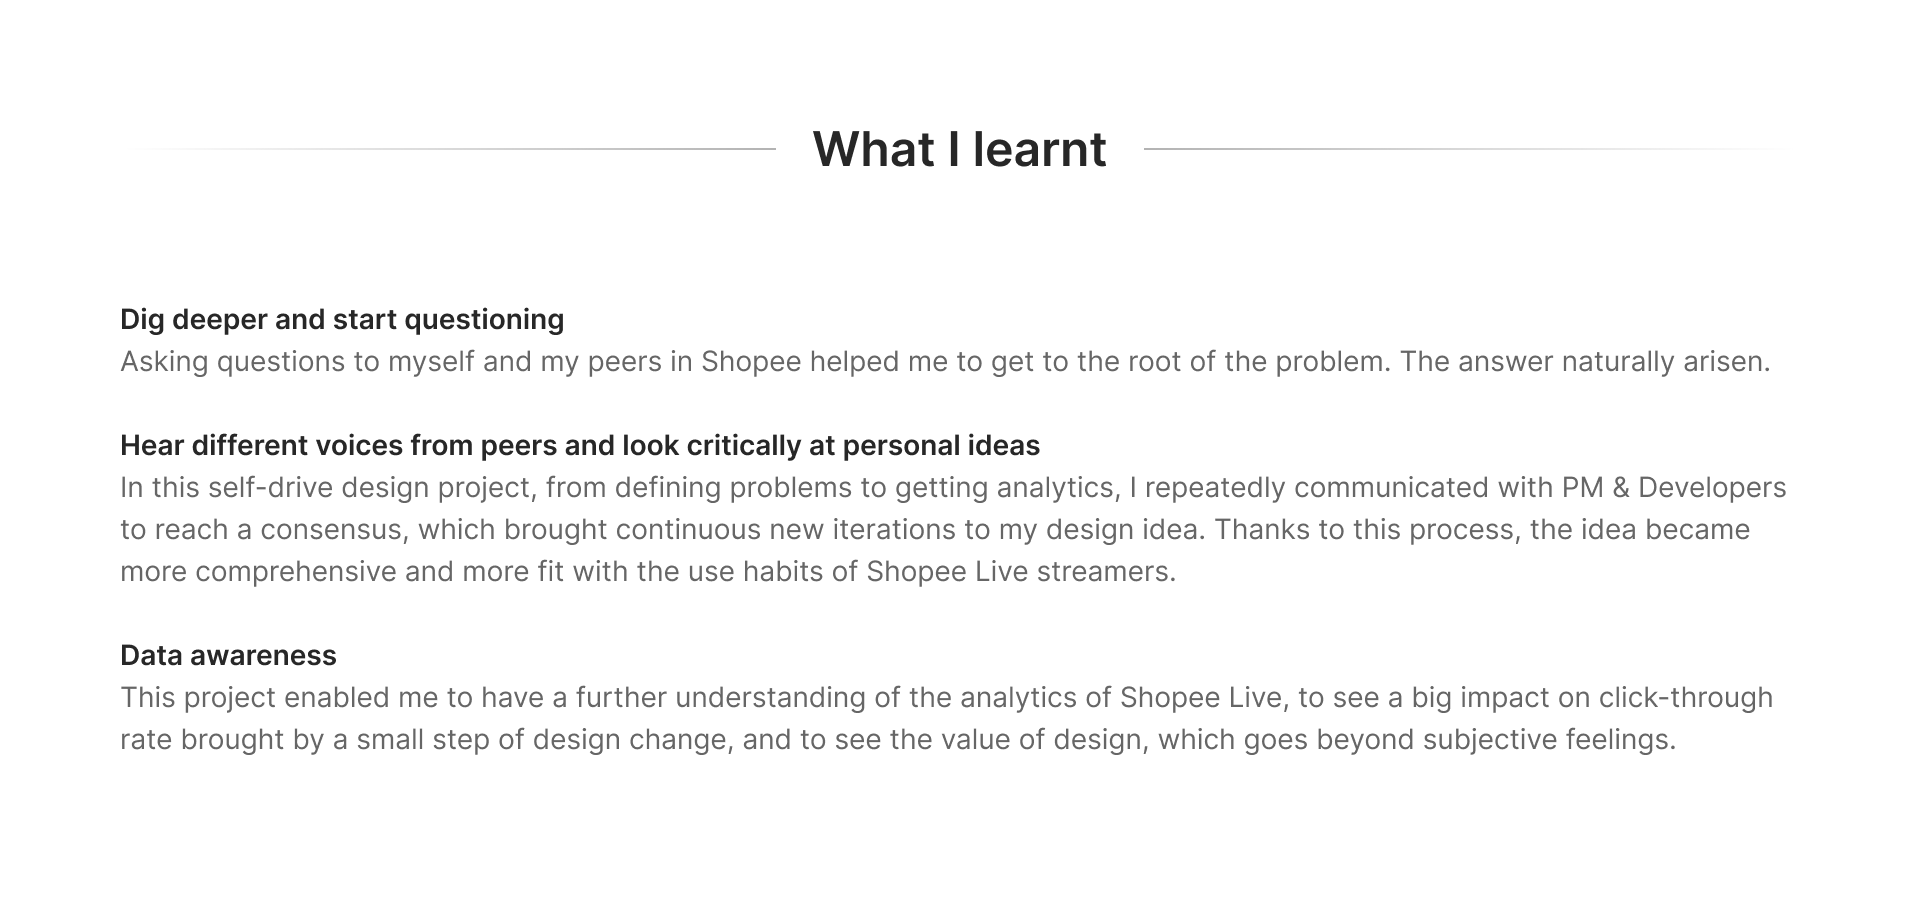 What I learnt
Dig deeper and start questioning
Asking questions to myself and my peers in Shopee helped me to get to the root of the problem. The answer naturally arisen.
Hear different voices from peers and look critically at personal ideas
In this self-drive design project, from defining problems to getting analytics, I repeatedly communicated with PM & Developers
to reach a consensus, which brought continuous new iterations to my design idea. Thanks to this process, the idea became
more comprehensive and more fit with the use habits of Shopee Live streamers.
Data awareness
This project enabled me to have a further understanding of the analytics of Shopee Live, to see a big impact on click-through
rate brought by a small step of design change, and to see the value of design, which goes beyond subjective feelings.